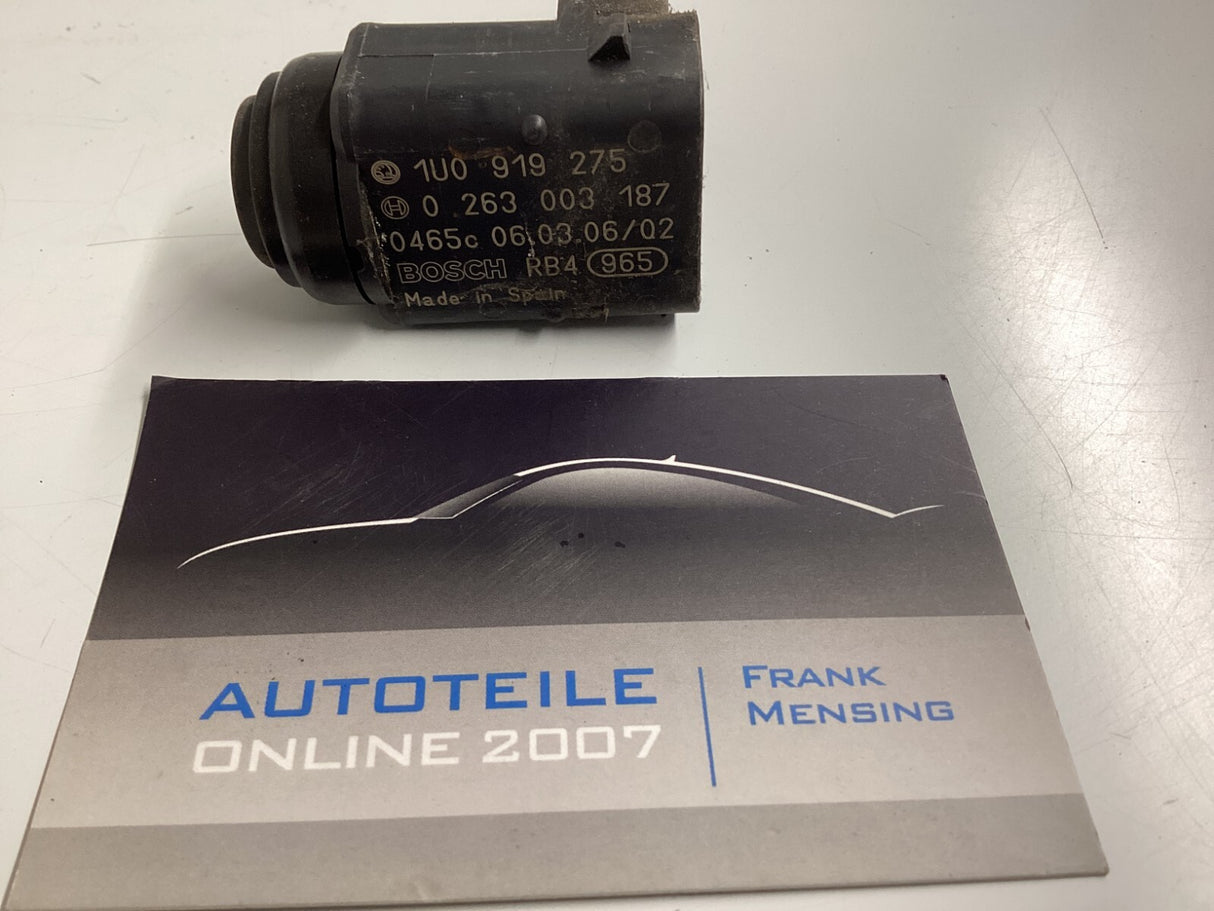 1U0 919 275
0 263 003 187
0465c 06.03.06/02
BOSCH RB4 965
Made in Spain
AUTOTEILE
ONLINE 2007
FRANK
MENSING